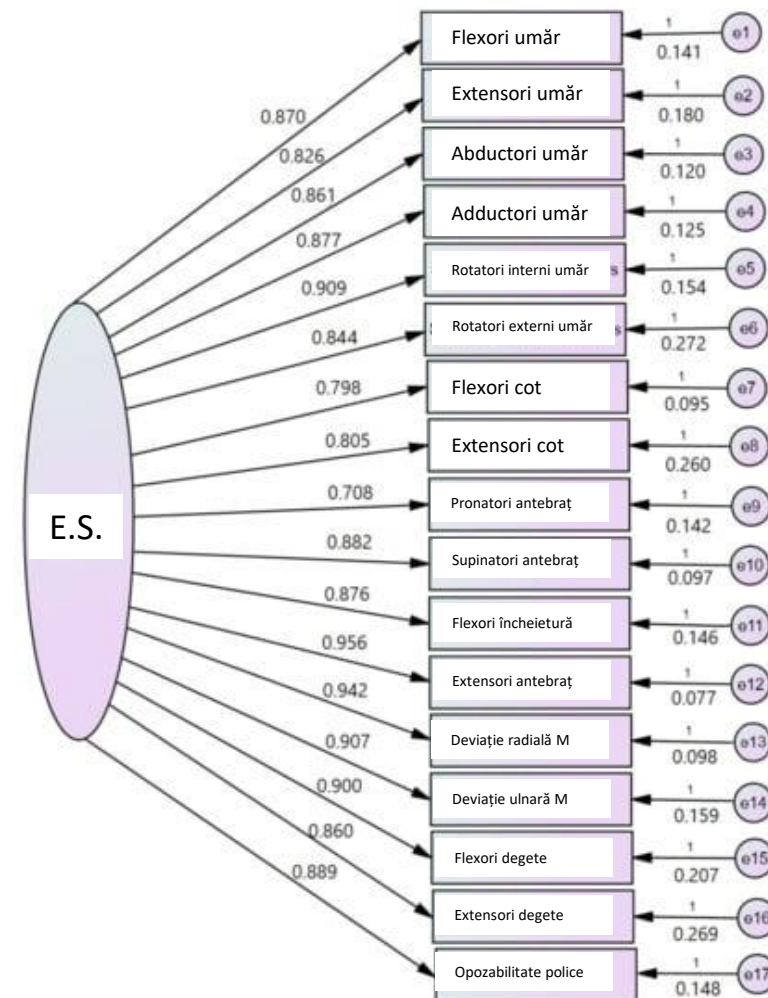 Flexori umăr
1
e1
0.141
Extensori umăr
1
e2
0.180
0.870
Abductori umăr
1
e3
0.120
0.826
0.861
Adductori umăr
1
e4
0.125
0.877
Rotatori interni umăr
s
1
e5
0.154
0.909
Rotatori externi umăr
s
1
e6
0.272
0.844
Flexori cot
1
e7
0.095
0.798
Extensori cot
1
e8
0.260
0.805
Pronatori antebraț
1
e9
0.142
0.708
E.S.
Supinatori antebraț
1
e10
0.097
0.882
Flexori încheietură
1
e11
0.146
0.876
Extensori antebraț
1
e12
0.077
0.956
Deviație radială M
1
e13
0.098
0.942
Deviație ulnară M
1
e14
0.159
0.907
Flexori degete
1
e15
0.207
0.900
Extensori degete
1
e16
0.269
0.860
Opozabilitate police
1
e17
0.148
0.889